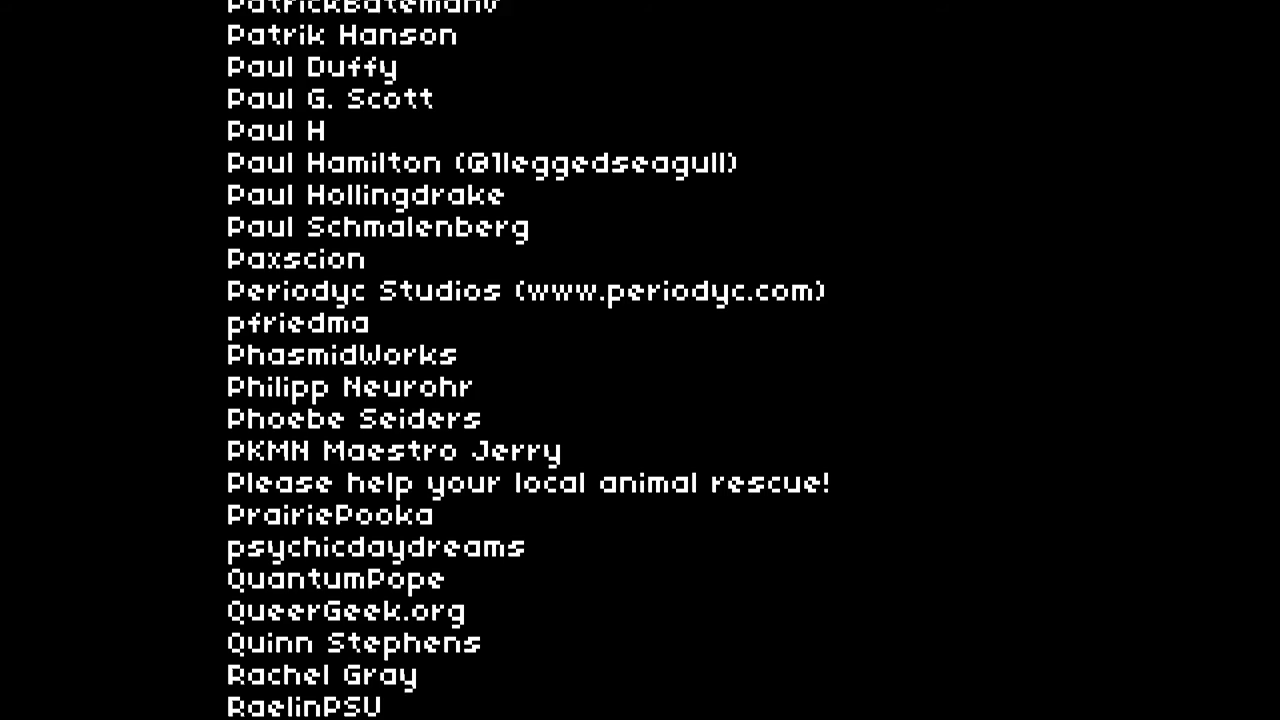 PatrickBatemanV
Patrik Hanson
Paul Duffy
Paul G. Scott
Paul H
Paul Hamilton (@1leggedseagull)
Paul Hollingdrake
Paul Schmalenberg
Paxscion
Periodyc Studios (www.periodyc.com)
pfriedma
PhasmidWorks
Philipp Neurohr
Phoebe Seiders
PKMN Maestro Jerry
Please help your local animal rescue!
PrairiePooka
psychicdaydreams
QuantumPope
QueerGeek.org
Quinn Stephens
Rachel Gray
RaelinPSU